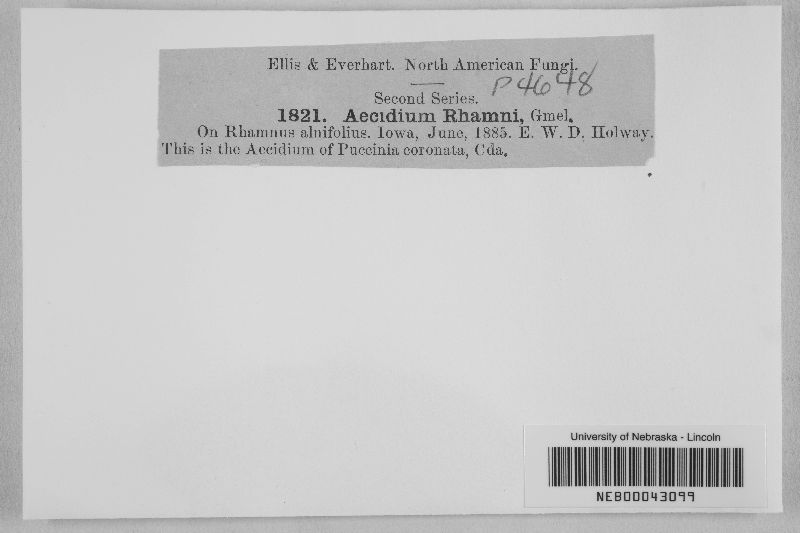 Ellis & Everhart. North American Fungi.
P4648
Second Series.
1821. Aecidium Rhamni, Gmel.
On Rhamnus alnifolius. Iowa, June, 1885. E. W. D. Holway.
This is the Aecidium of Puccinia coronata, Cda.
University of Nebraska - Lincoln
NEB00043099